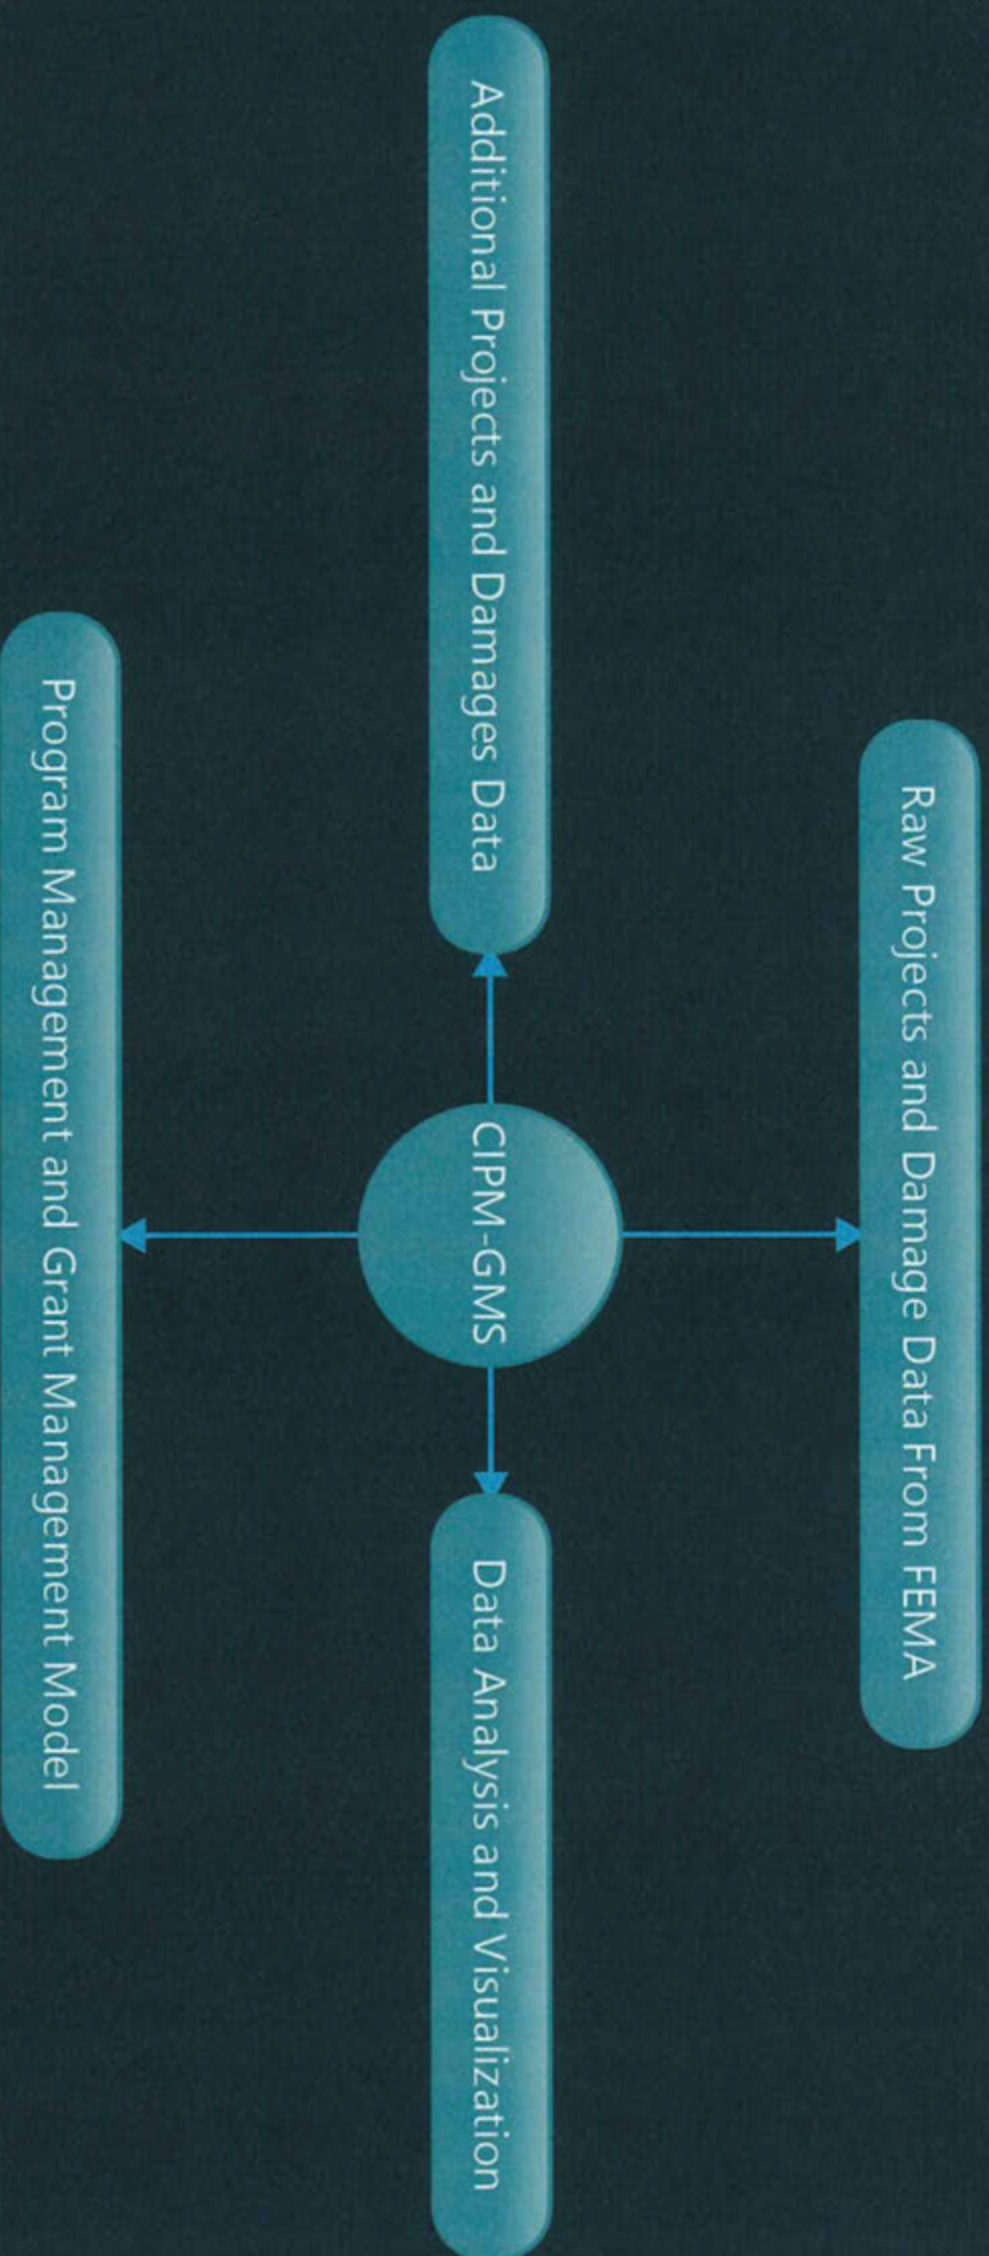 Raw Projects and Damage Data From FEMA
Additional Projects and Damages Data
CIPM-GMS
Data Analysis and Visualization
Program Management and Grant Management Model